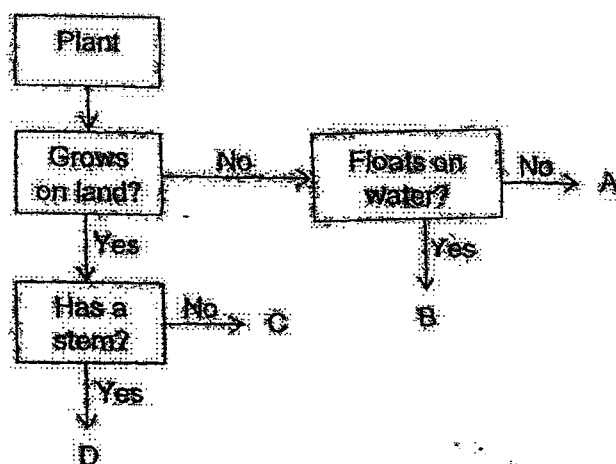 Plant
Grows
on land?
No
Floats on
water?
No
A
Yes
Yes
B
Has a
stem?
No
C
Yes
D